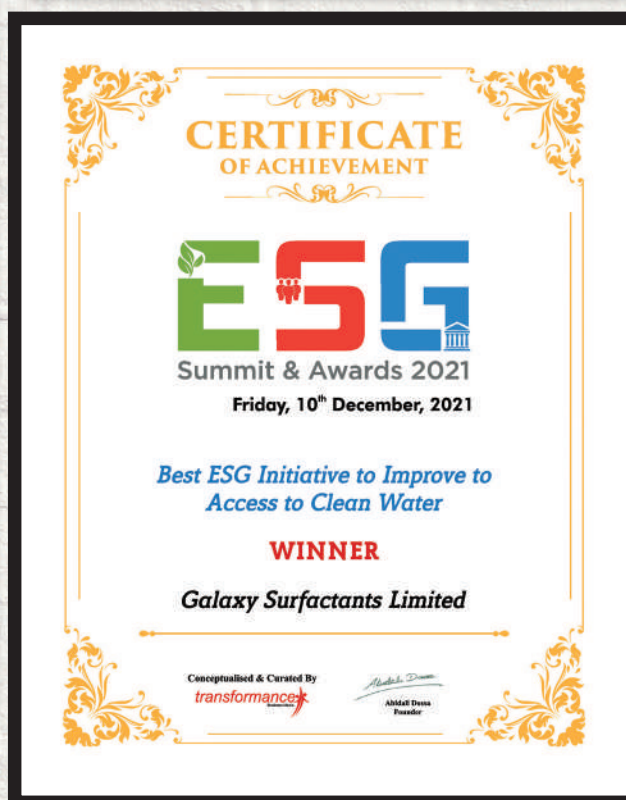 CERTIFICATE
OF ACHIEVEMENT
ESG
Summit & Awards 2021
Friday, 10th December, 2021
Best ESG Initiative to Improve to
Access to Clean Water
WINNER
Galaxy Surfactants Limited
Conceptualised & Curated By
transformance
Abidali Dossa
Founder